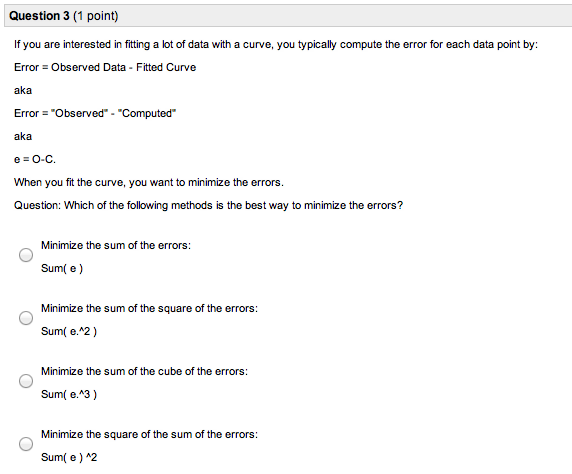 Question 3 (1 point)
If you are interested in fitting a lot of data with a curve, you typically compute the error for each data point by:
Error = Observed Data - Fitted Curve
aka
Error = "Observed" - "Computed"
aka
e = O-C.
When you fit the curve, you want to minimize the errors.
Question: Which of the following methods is the best way to minimize the errors?
Minimize the sum of the errors:
Sum( e )
Minimize the sum of the square of the errors:
Sum( e.^2 )
Minimize the sum of the cube of the errors:
Sum( e.^3 )
Minimize the square of the sum of the errors:
Sum( e ) ^2